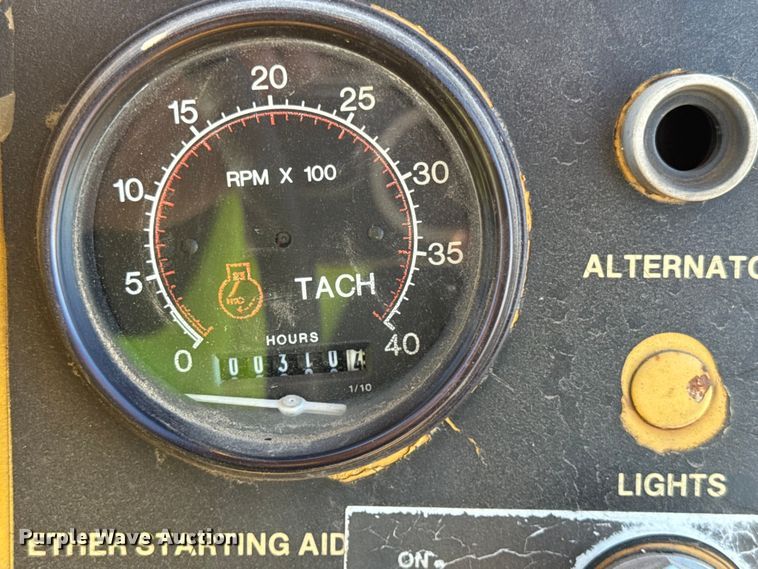 20
15
25
10
30
RPM X 100
5
35
TACH
ALTERNATO
HOURS
0
40
1/10
LIGHTS
Purple Wave Auction
ETHER STARTING AID
ON